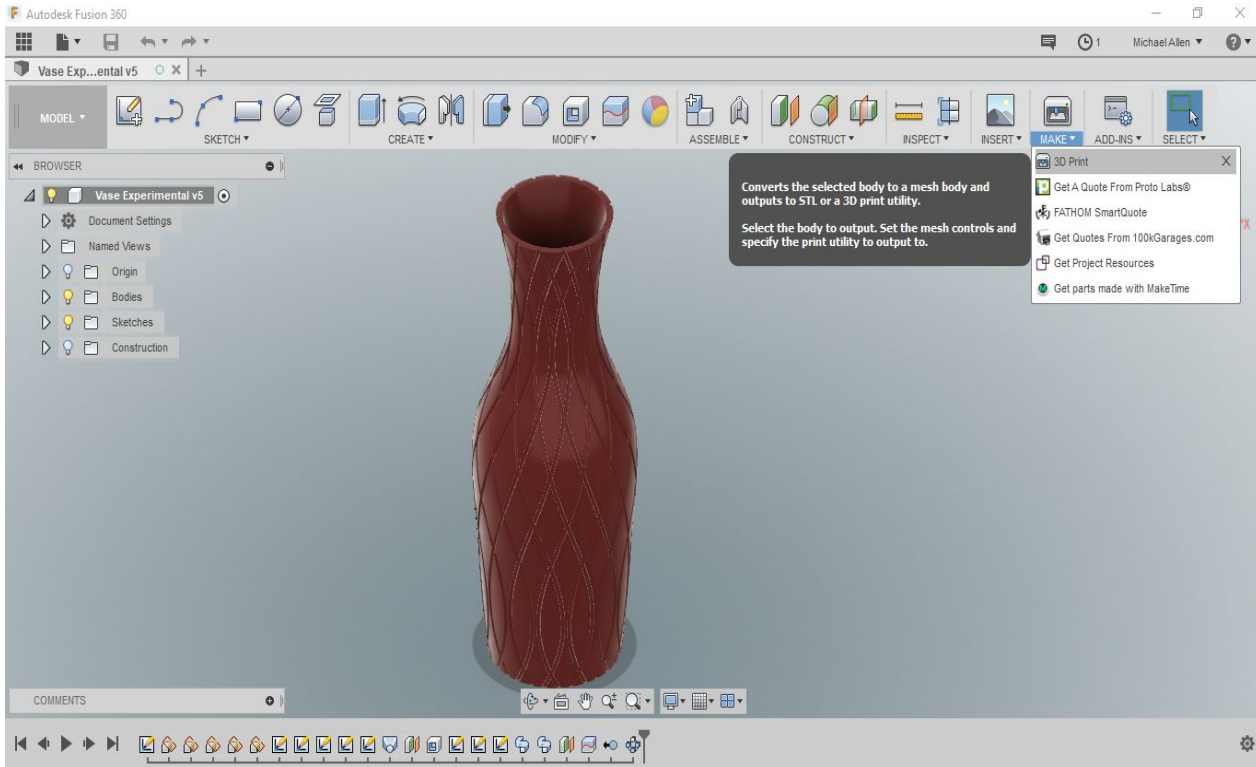 Autodesk Fusion 360
1
Michael Allen
Vase Exp...ental v5
MODEL
SKETCH
CREATE
MODIFY
ASSEMBLE
CONSTRUCT
INSPECT
INSERT
MAKE
ADD-INS
SELECT
BROWSER
Vase Experimental v5
Document Settings
Named Views
Origin
Bodies
Sketches
Construction
Converts the selected body to a mesh body and
outputs to STL or a 3D print utility.
Select the body to output. Set the mesh controls and
specify the print utility to output to.
3D Print
Get A Quote From Proto Labs®
FATHOM SmartQuote
Get Quotes From 100kGarages.com
Get Project Resources
Get parts made with MakeTime
X
COMMENTS